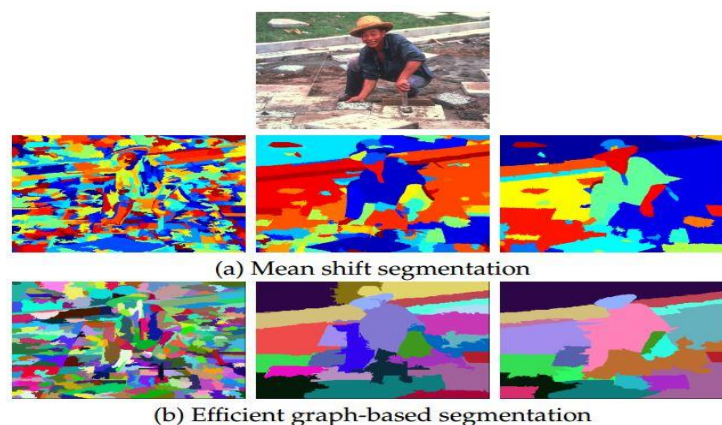 (a) Mean shift segmentation
(b) Efficient graph-based segmentation